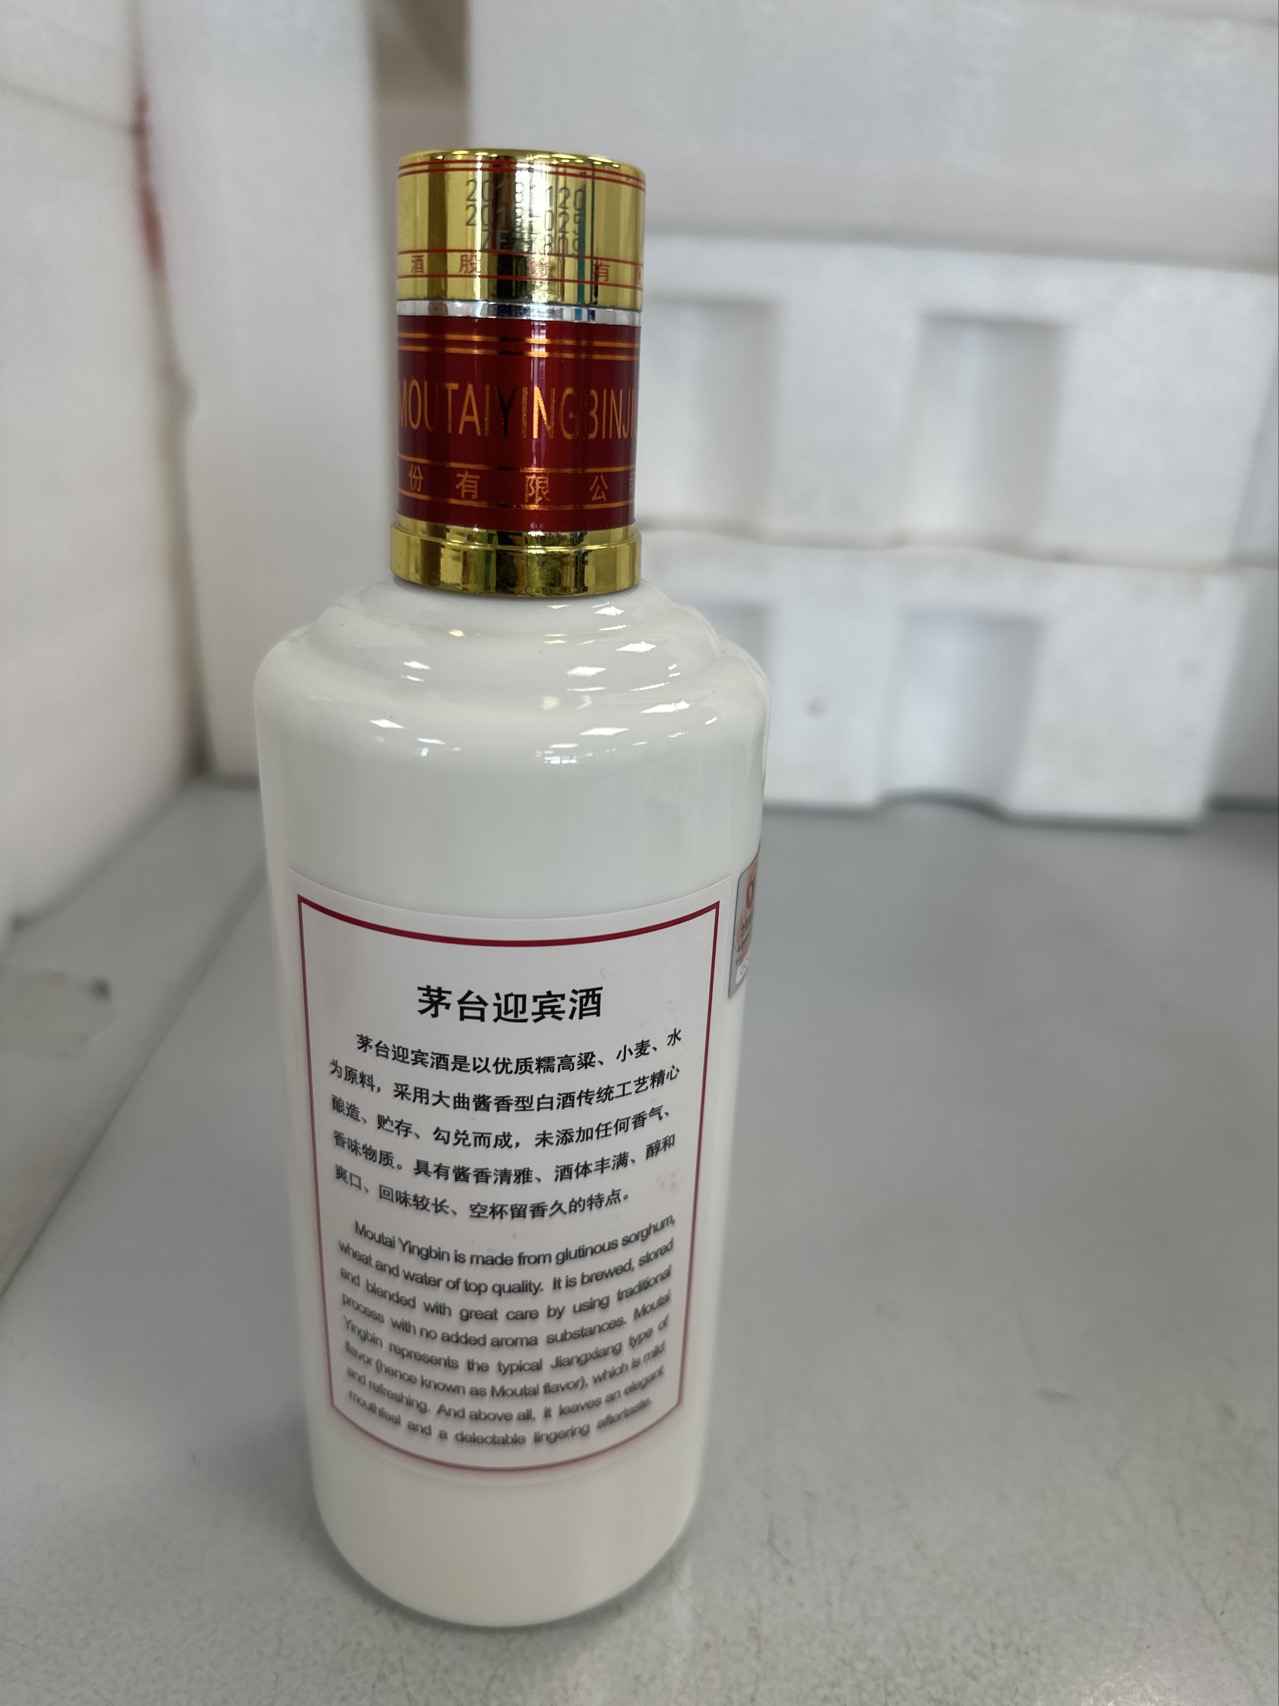 酒 股 份 有
MOUTAI YINGBINJI
份 有 限 公
茅台迎宾酒
茅台迎宾酒是以优质糯高粱、小麦、水
为原料，采用大曲酱香型白酒传统工艺精心
酿造、贮存、勾兑而成，未添加任何香气、
香味物质。具有酱香清雅、酒体丰满、醇和
爽口、回味较长、空杯留香久的特点。
Moutai Yingbin is made from glutinous sorghum,
wheat and water of top quality. It is brewed, stored
and blended with great care by using traditional
process with no added aroma substances. Moutai
Yingbin represents the typical Jiangxiang type of
flavor (hence known as Moutai flavor), which is mild
and refreshing. And above all, it leaves an elegant
mouthfeel and a delectable lingering aftertaste.